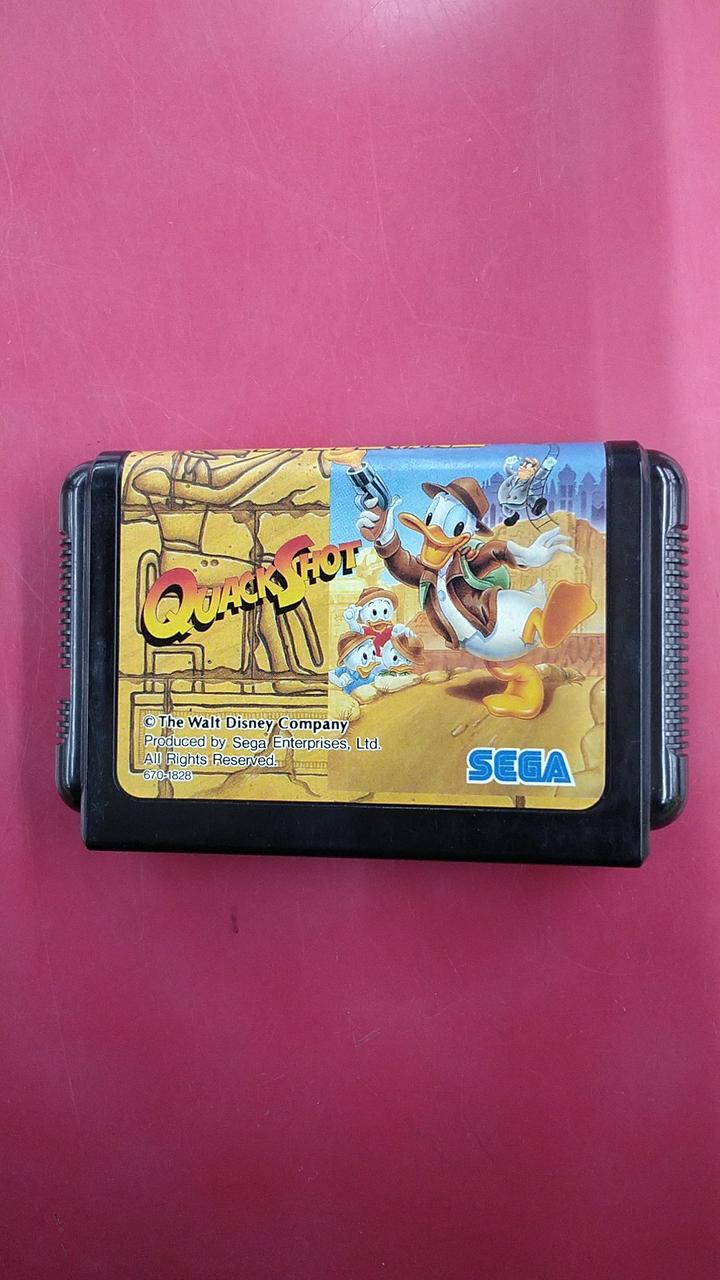 QUACKSHOT
© The Walt Disney Company
Produced by Sega Enterprises, Ltd.
All Rights Reserved.
670-1828
SEGA